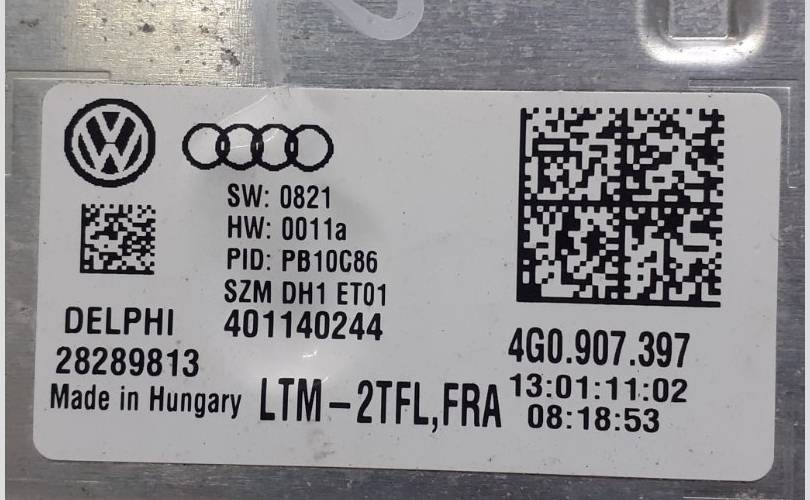 SW: 0821
HW: 0011a
PID: PB10C86
SZM DH1 ET01
DELPHI 401140244
28289813
Made in Hungary LTM-2TFL,FRA
4G0.907.397
13:01:11:02
08:18:53